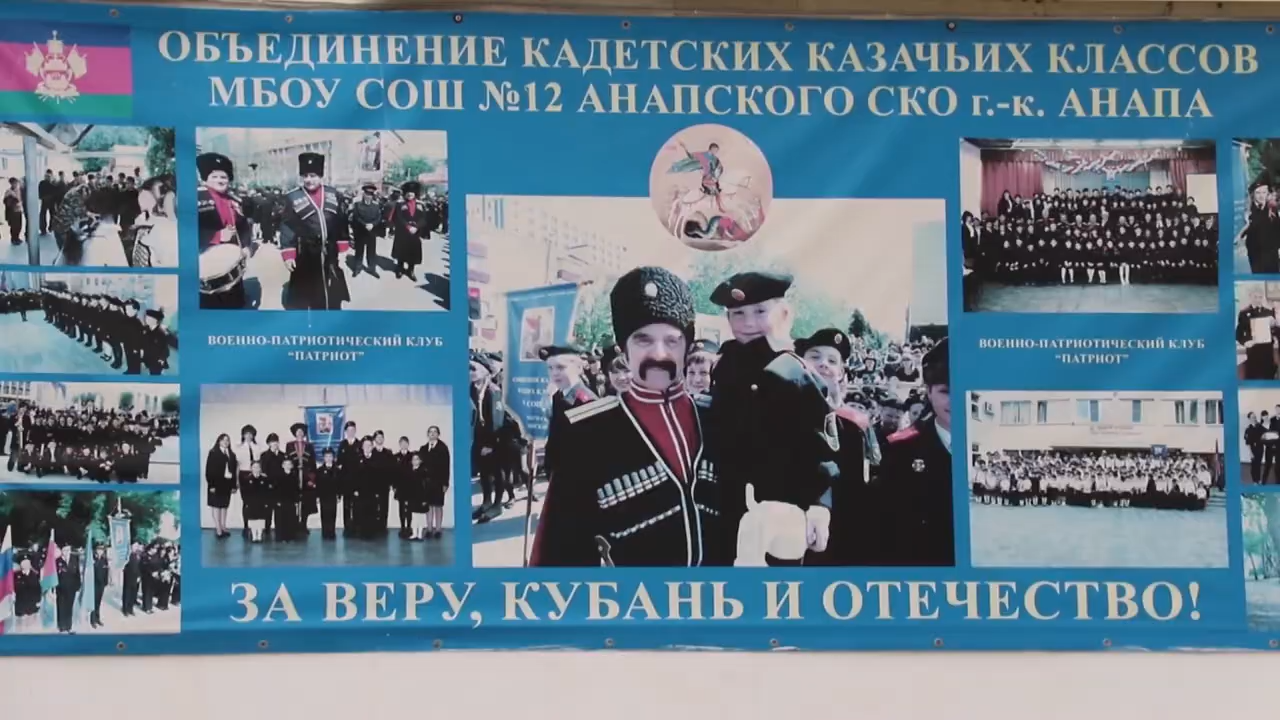 ОБЪЕДИНЕНИЕ КАДЕТСКИХ КАЗАЧЬИХ КЛАССОВ
МБОУ СОШ №12 АНАПСКОГО СКО г.-к. АНАПА
ВОЕННО-ПАТРИОТИЧЕСКИЙ КЛУБ
“ПАТРИОТ”
ВОЕННО-ПАТРИОТИЧЕСКИЙ КЛУБ
“ПАТРИОТ”
ЗА ВЕРУ, КУБАНЬ И ОТЕЧЕСТВО!